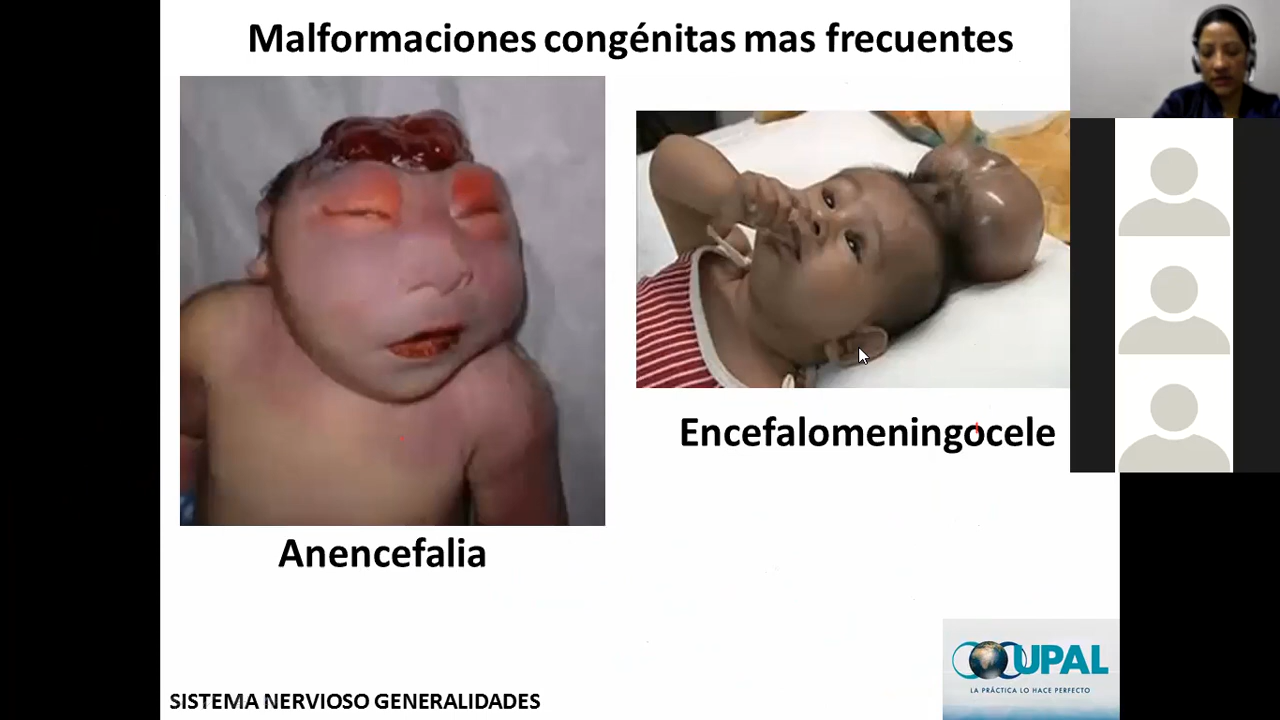 Malformaciones congénitas mas frecuentes
Encefalomeningocele
Anencefalia
UPAL
LA PRÁCTICA LO HACE PERFECTO
SISTEMA NERVIOSO GENERALIDADES